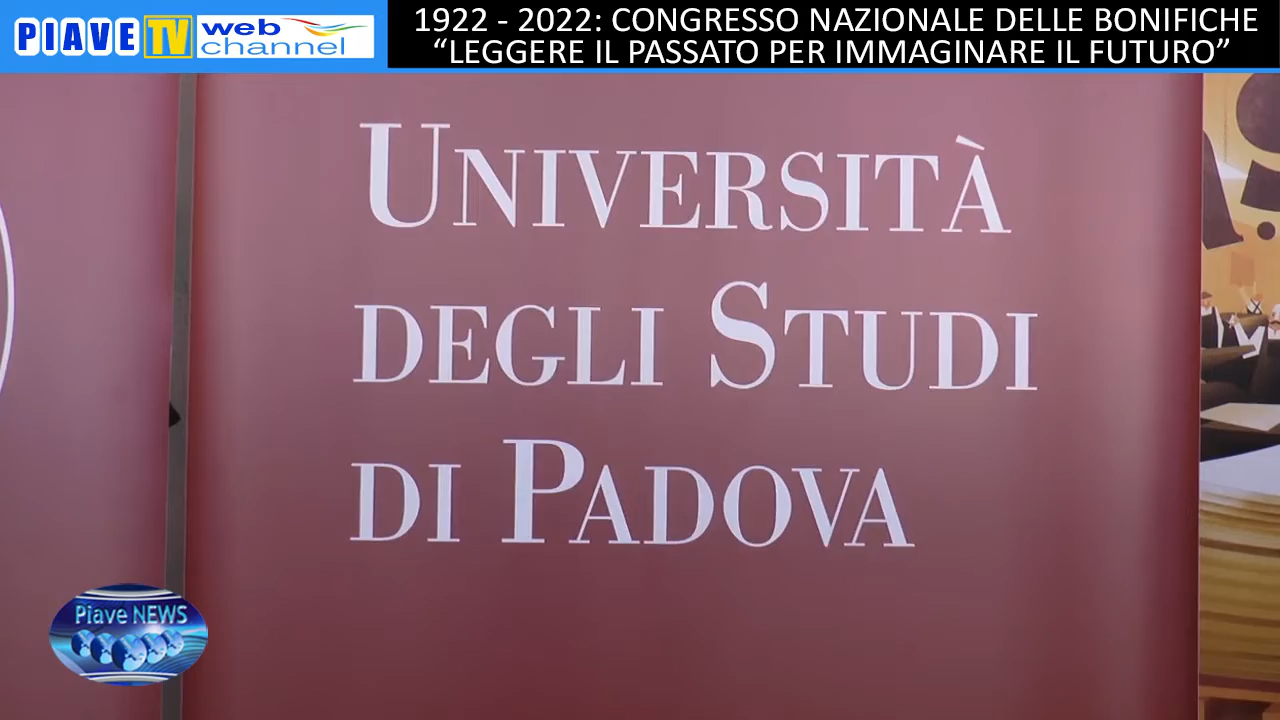 PIAVE TV web channel
1922 - 2022: CONGRESSO NAZIONALE DELLE BONIFICHE
“LEGGERE IL PASSATO PER IMMAGINARE IL FUTURO”
UNIVERSITÀ
DEGLI STUDI
DI PADOVA
Piave NEWS